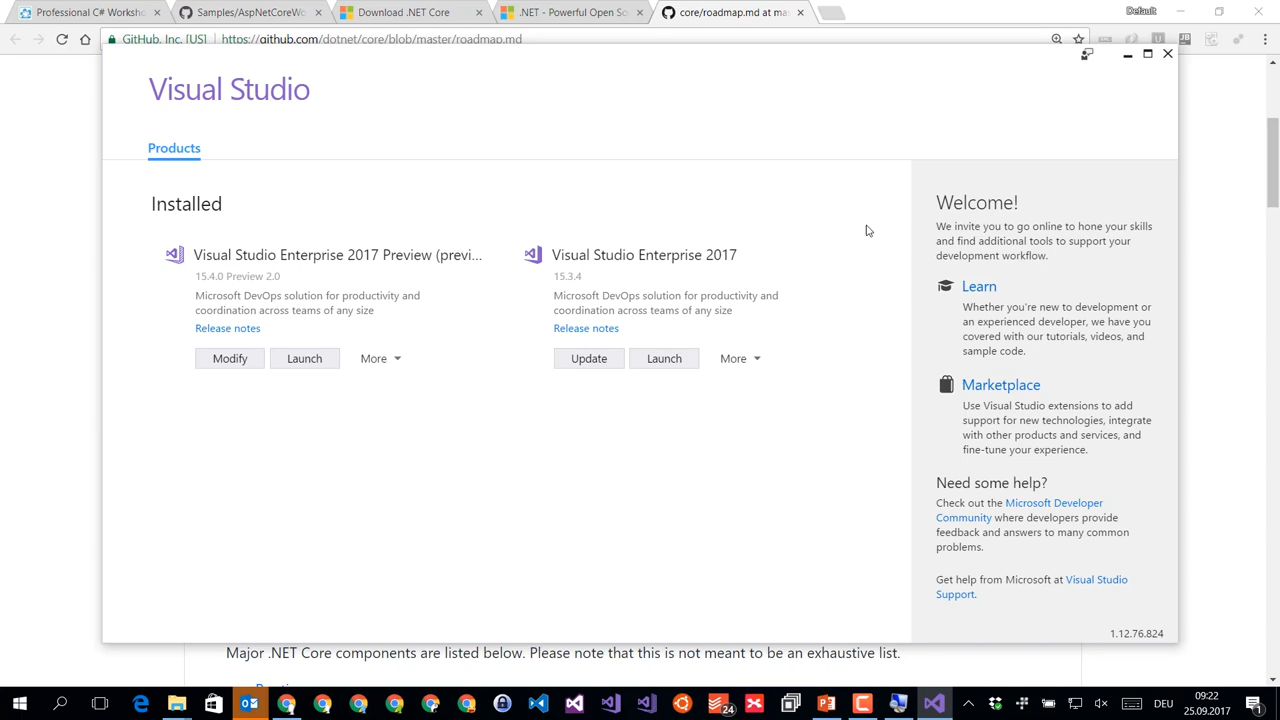 Powerful C# Worksho
Samples/AspNetCoreWo
Download .NET Core
.NET - Powerful Open So
core/roadmap.md at mas
Default
GitHub, Inc. [US]
https://github.com/dotnet/core/blob/master/roadmap.md
Visual Studio
Products
Installed
Visual Studio Enterprise 2017 Preview (previ...
15.4.0 Preview 2.0
Microsoft DevOps solution for productivity and
coordination across teams of any size
Release notes
Modify
Launch
More
Visual Studio Enterprise 2017
15.3.4
Microsoft DevOps solution for productivity and
coordination across teams of any size
Release notes
Update
Launch
More
Welcome!
We invite you to go online to hone your skills
and find additional tools to support your
development workflow.
Learn
Whether you're new to development or
an experienced developer, we have you
covered with our tutorials, videos, and
sample code.
Marketplace
Use Visual Studio extensions to add
support for new technologies, integrate
with other products and services, and
fine-tune your experience.
Need some help?
Check out the Microsoft Developer
Community where developers provide
feedback and answers to many common
problems.
Get help from Microsoft at Visual Studio
Support.
1.12.76.824
Major .NET Core components are listed below. Please note that this is not meant to be an exhaustive list.
24
DEU
09:22
25.09.2017
1